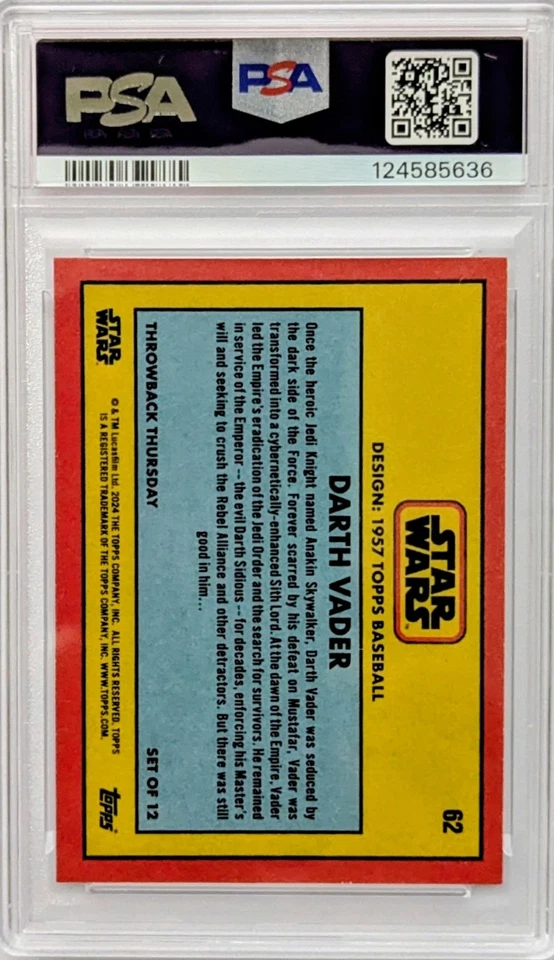 PSA
PSA
124585636
62
STAR
WARS
DESIGN: 1957 TOPPS BASEBALL
DARTH VADER
Once the heroic Jedi Knight named Anakin Skywalker, Darth Vader was seduced by
the dark side of the Force. Forever scarred by his defeat on Mustafar, Vader was
transformed into a cybernetically-enhanced Sith Lord. At the dawn of the Empire, Vader
led the Empire's eradication of the Jedi Order and the search for survivors. He remained
in service of the Emperor -- the evil Darth Sidious -- for decades, enforcing his Master's
will and seeking to crush the Rebel Alliance and other detractors. But there was still
good in him...
THROWBACK THURSDAY
SET OF 12
STAR
WARS
© & TM Lucasfilm Ltd. 2024 THE TOPPS COMPANY, INC. ALL RIGHTS RESERVED. TOPPS
IS A REGISTERED TRADEMARK OF THE TOPPS COMPANY, INC. WWW.TOPPS.COM.
topps